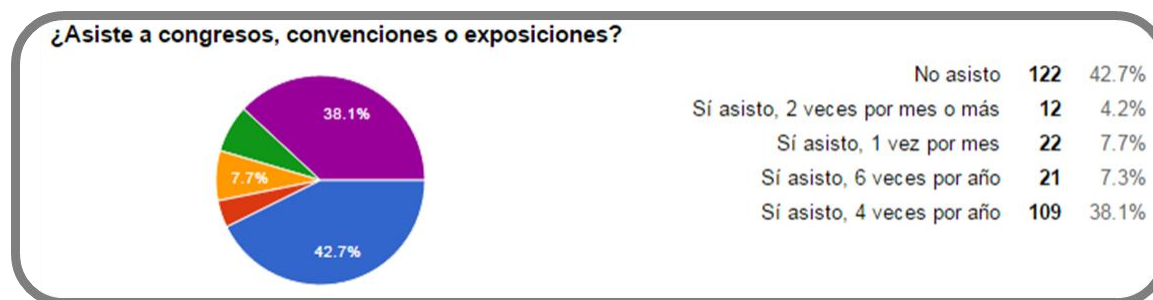 ¿Asiste a congresos, convenciones o exposiciones?
38.1%
7.7%
42.7%
No asisto 122 42.7%
Sí asisto, 2 veces por mes o más 12 4.2%
Sí asisto, 1 vez por mes 22 7.7%
Sí asisto, 6 veces por año 21 7.3%
Sí asisto, 4 veces por año 109 38.1%